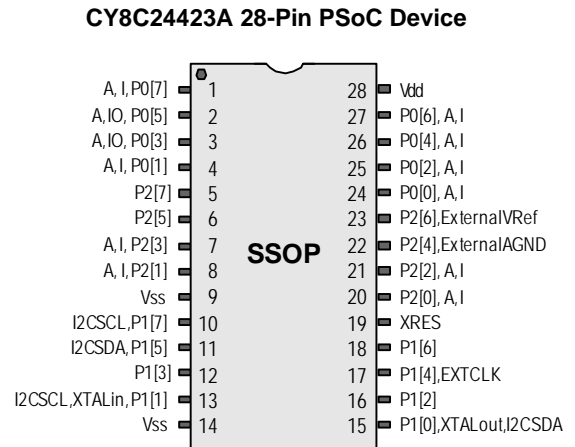 CY8C24423A 28-Pin PSoC Device
A, I, P0[7] 1 28 Vdd
A, IO, P0[5] 2 27 P0[6], A, I
A, IO, P0[3] 3 26 P0[4], A, I
A, I, P0[1] 4 25 P0[2], A, I
P2[7] 5 24 P0[0], A, I
P2[5] 6 23 P2[6], External VRef
A, I, P2[3] 7 22 P2[4], External AGND
SSOP
A, I, P2[1] 8 21 P2[2], A, I
Vss 9 20 P2[0], A, I
I2CSCL, P1[7] 10 19 XRES
I2CSDA, P1[5] 11 18 P1[6]
P1[3] 12 17 P1[4], EXTCLK
I2CSCL, XTALin, P1[1] 13 16 P1[2]
Vss 14 15 P1[0], XTALout, I2CSDA